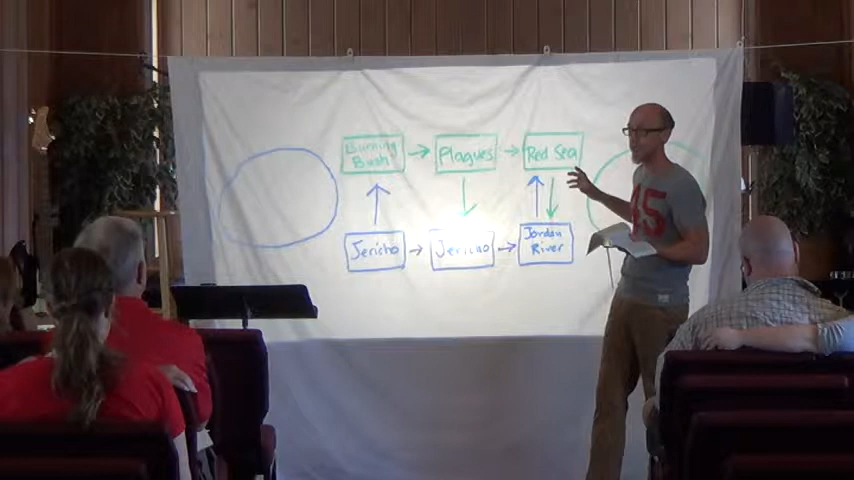 Burning
Bush
Plagues
Red Sea
Jericho
Jericho
Jordan
River
45